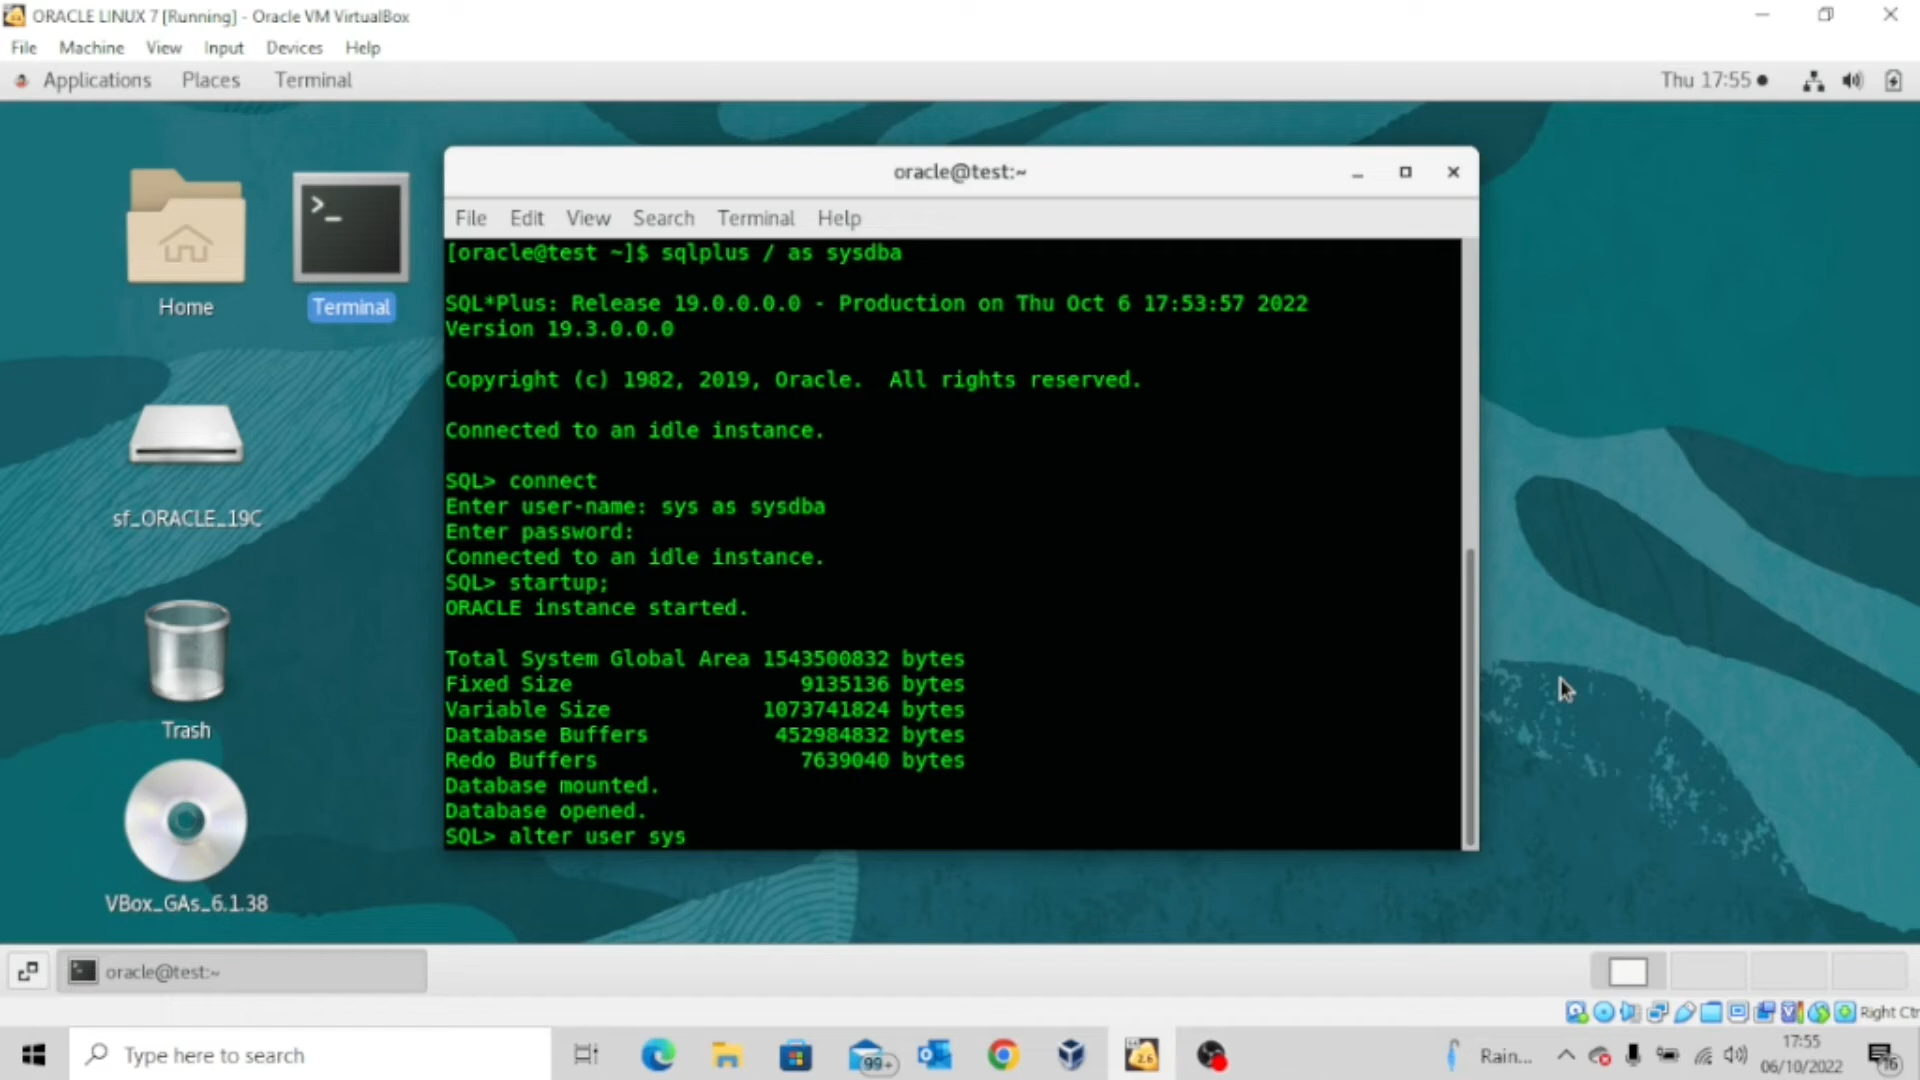 ORACLE LINUX 7 [Running] - Oracle VM VirtualBox
File Machine View Input Devices Help
Applications Places Terminal
Thu 17:55
oracle@test:~
File Edit View Search Terminal Help
[oracle@test ~]$ sqlplus / as sysdba
SQL*Plus: Release 19.0.0.0.0 - Production on Thu Oct 6 17:53:57 2022
Version 19.3.0.0.0
Copyright (c) 1982, 2019, Oracle.  All rights reserved.
Connected to an idle instance.
SQL> connect
Enter user-name: sys as sysdba
Enter password:
Connected to an idle instance.
SQL> startup;
ORACLE instance started.
Total System Global Area 1543500832 bytes
Fixed Size 9135136 bytes
Variable Size 1073741824 bytes
Database Buffers 452984832 bytes
Redo Buffers 7639040 bytes
Database mounted.
Database opened.
SQL> alter user sys
Home
Terminal
sf_ORACLE_19C
Trash
VBox_GAs_6.1.38
oracle@test:~
Right Ctr
Type here to search
99+
2.6
Rain...
17:55
06/10/2022
16